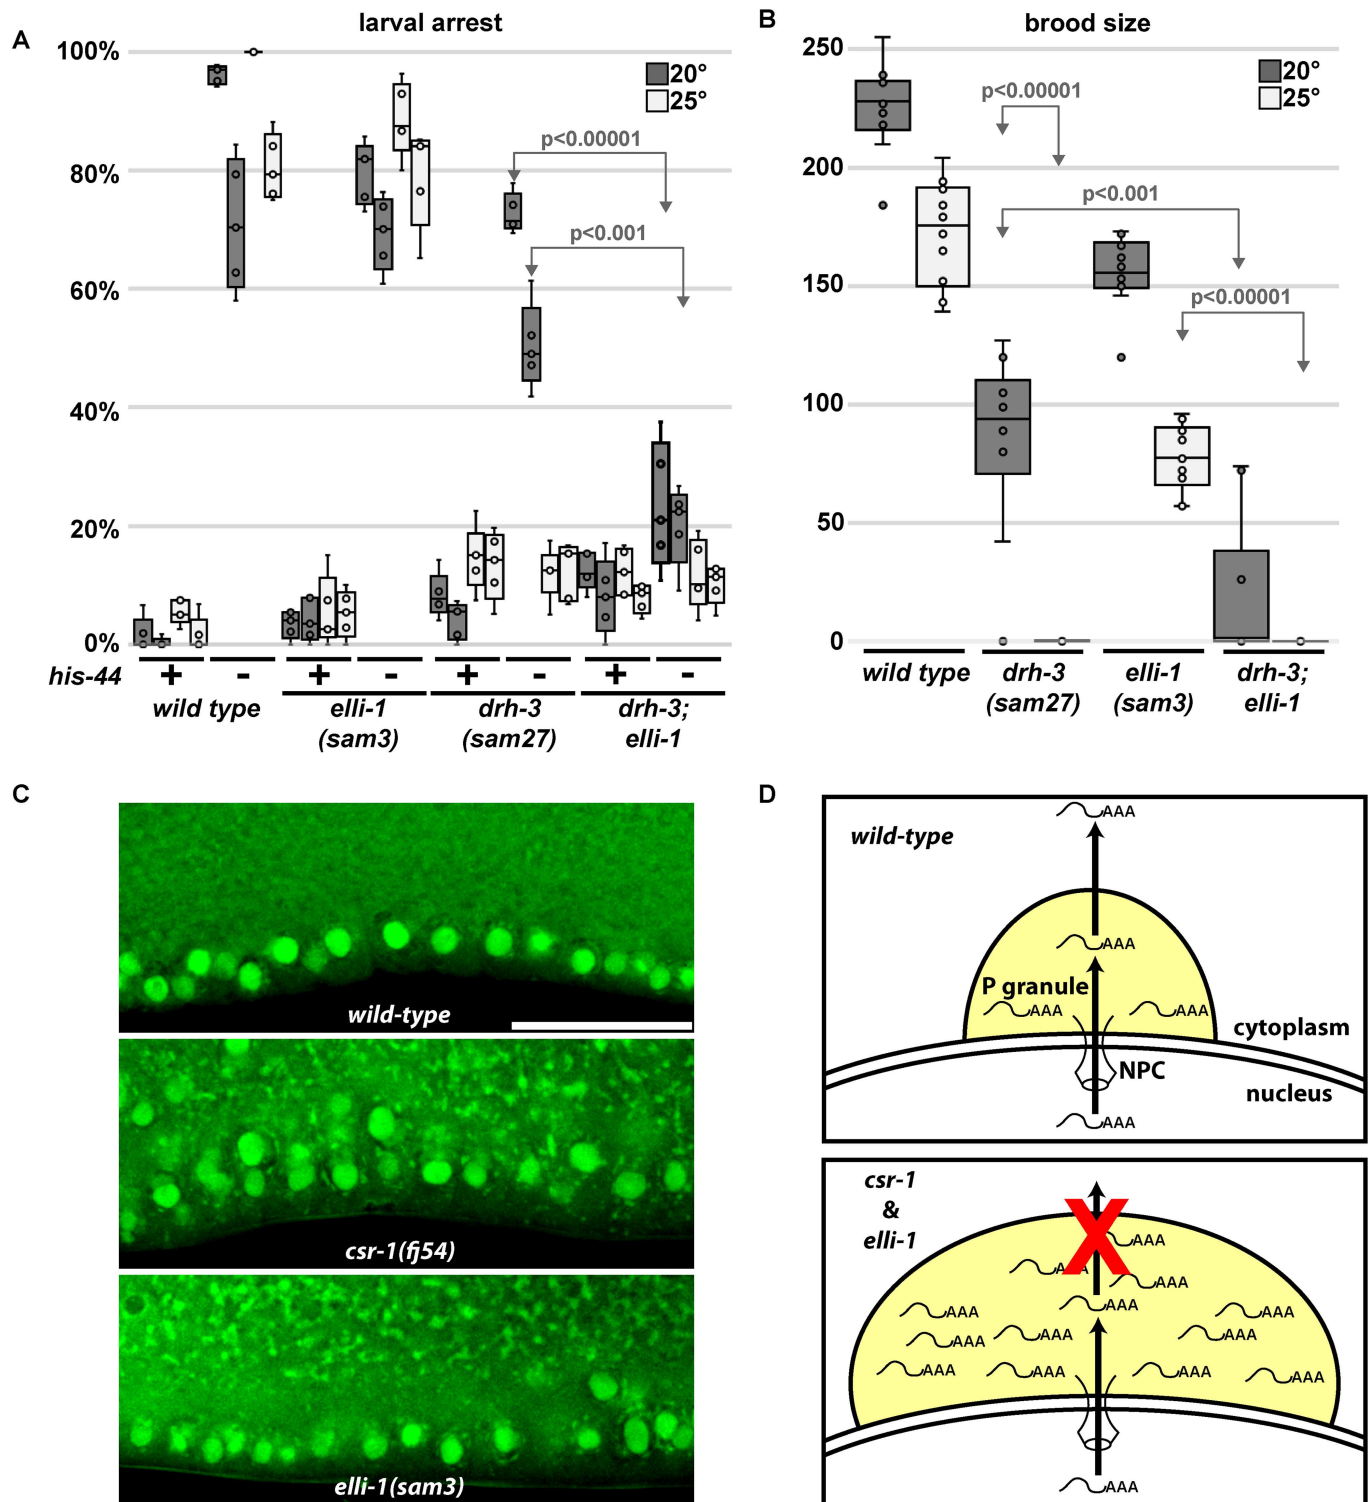 A
larval arrest
100%
80%
60%
40%
20%
0%
20°
25°
p<0.00001
p<0.001
his-44
+
-
+
-
+
-
+
-
wild type
elli-1
(sam3)
drh-3
(sam27)
drh-3;
elli-1
B
brood size
250
200
150
100
50
0
20°
25°
p<0.00001
p<0.001
p<0.00001
wild type
drh-3
(sam27)
elli-1
(sam3)
drh-3;
elli-1
C
wild-type
csr-1(fj54)
elli-1(sam3)
D
wild-type
AAA
AAA
P granule
AAA
AAA
cytoplasm
NPC
nucleus
AAA
csr-1
&
elli-1
X
AAA
AAA
AAA
AAA
AAA
AAA
AAA
AAA
AAA
AAA
AAA
AAA
AAA
AAA